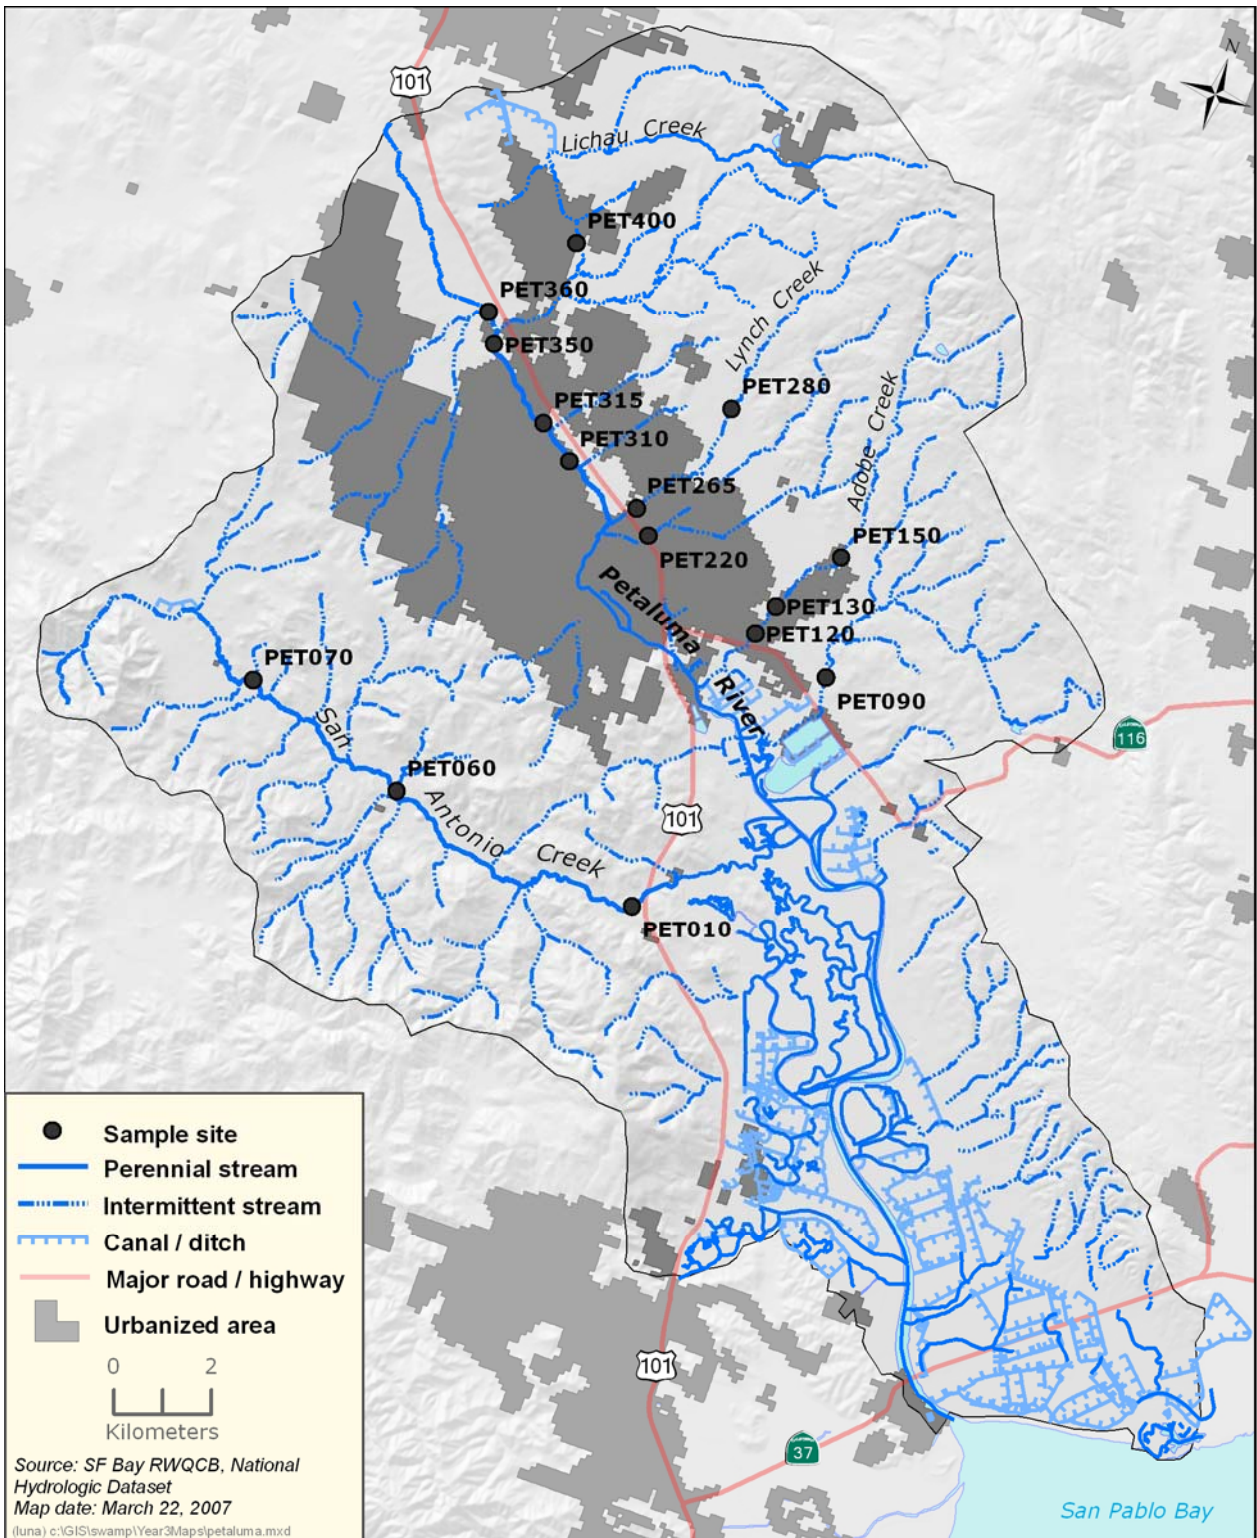 N
101
Lichau Creek
PET400
Lynch Creek
PET360
PET350
PET280
Adobe Creek
PET315
PET310
PET265
PET150
PET220
Petaluma River
PET130
PET120
PET070
PET090
San Antonio Creek
116
PET060
101
PET010
Sample site
Perennial stream
Intermittent stream
Canal / ditch
Major road / highway
Urbanized area
0 2
Kilometers
101
37
Source: SF Bay RWQCB, National
Hydrologic Dataset
Map date: March 22, 2007
(luna) c:\GIS\swamp\Year3Maps\petaluma.mxd
San Pablo Bay